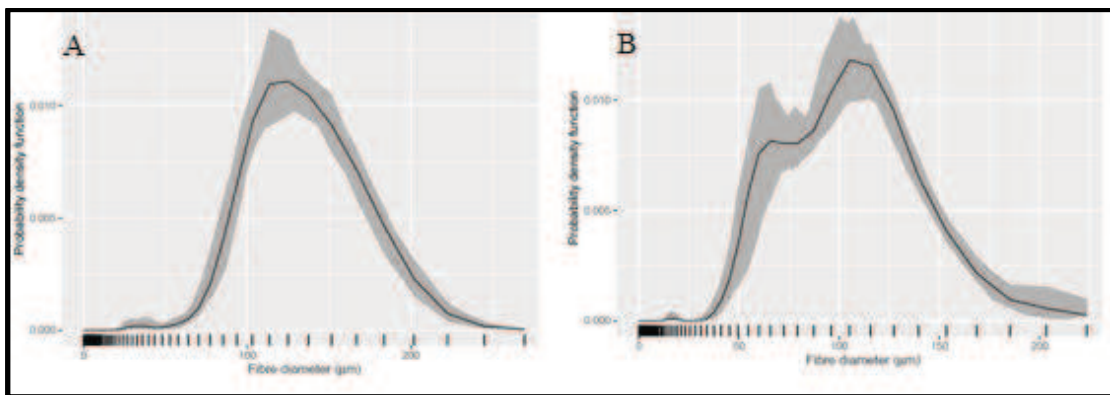 A
Probability density function
0.010
0.005
0.000
0
100
200
Fibre diameter (µm)
B
Probability density function
0.010
0.005
0.000
50
100
150
200
Fibre diameter (µm)